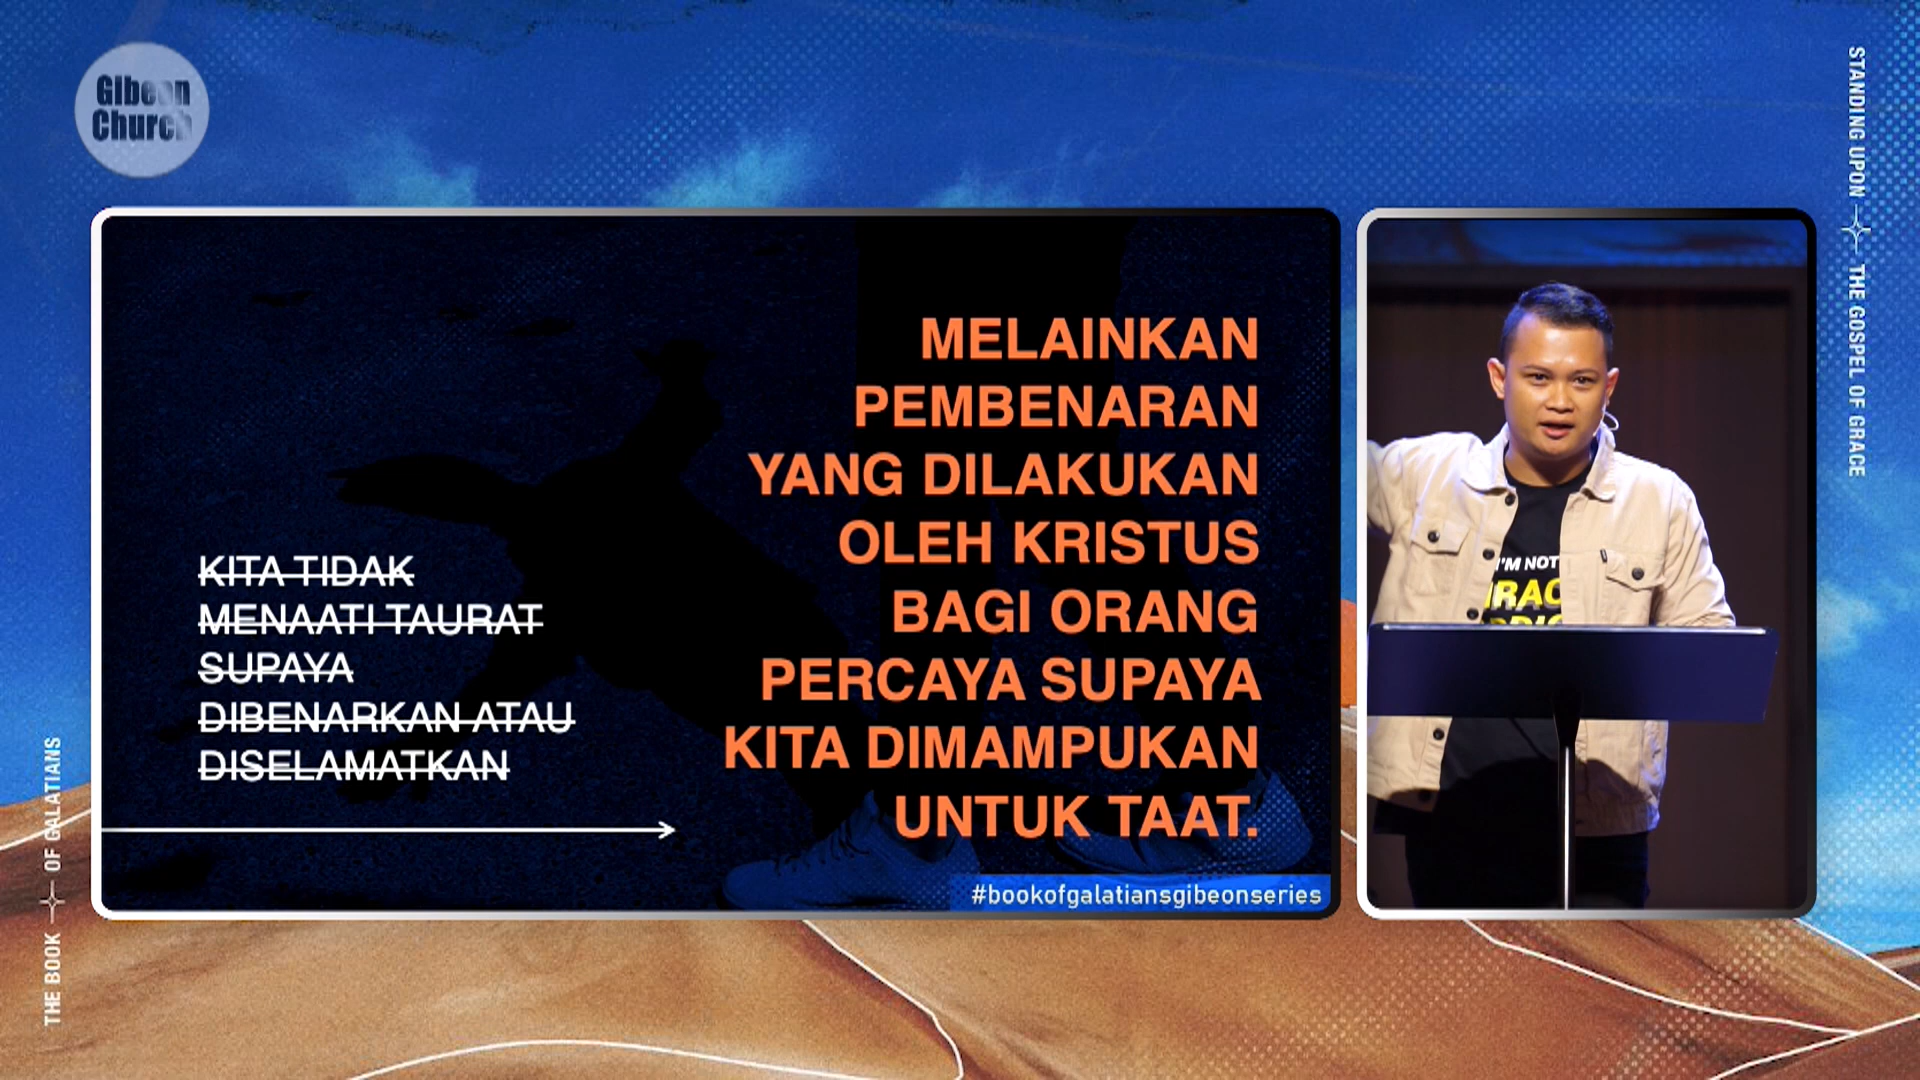 Gibeon
Church
STANDING UPON THE GOSPEL OF GRACE
KITA TIDAK
MENAATI TAURAT
SUPAYA
DIBENARKAN ATAU
DISELAMATKAN
MELAINKAN
PEMBENARAN
YANG DILAKUKAN
OLEH KRISTUS
BAGI ORANG
PERCAYA SUPAYA
KITA DIMAMPUKAN
UNTUK TAAT.
#bookofgalatiansgibeonseries
I'M NOT
THE BOOK OF GALATIANS